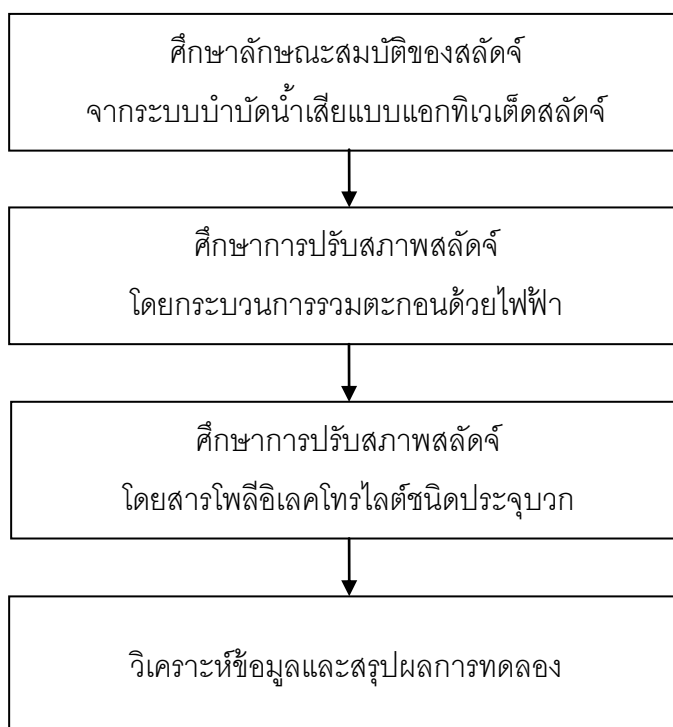 ศึกษาลักษณะสมบัติของสลัดจ์
จากระบบบำบัดน้ำเสียแบบแอกทิเวเต็ดสลัดจ์
ศึกษาการปรับสภาพสลัดจ์
โดยกระบวนการรวมตะกอนด้วยไฟฟ้า
ศึกษาการปรับสภาพสลัดจ์
โดยสารโพลีอิเลคโทรไลต์ชนิดประจุบวก
วิเคราะห์ข้อมูลและสรุปผลการทดลอง